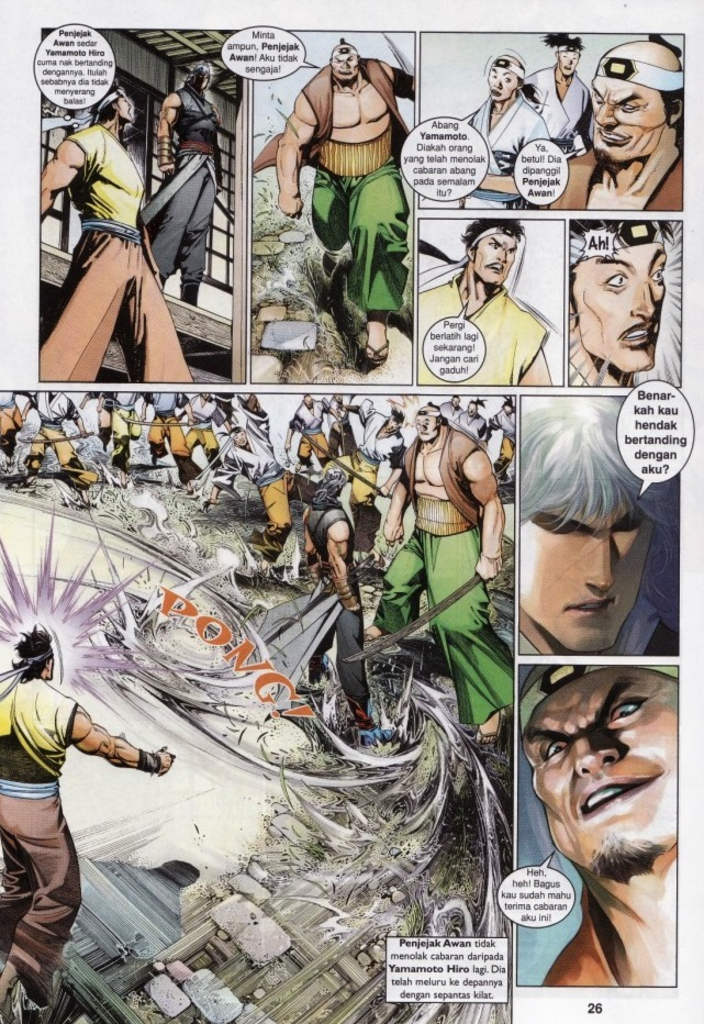 Penjejak
Awan sedar
Yamamoto Hiro
cuma nak bertanding
dengannya. Itulah
sebabnya dia tidak
menyerang
balas!
Minta
ampun, Penjejak
Awan! Aku tidak
sengaja!
Abang
Yamamoto.
Diakah orang
yang telah menolak
cabaran abang
pada semalam
itu?
Ya,
betul! Dia
dipanggil
Penjejak
Awan!
Pergi
berlatih lagi
sekarang!
Jangan cari
gaduh!
Ah!
Benar-
kah kau
hendak
bertanding
dengan
aku?
PONG!
Heh,
heh! Bagus
kau sudah mahu
terima cabaran
aku ini!
Penjejak Awan tidak
menolak cabaran daripada
Yamamoto Hiro lagi. Dia
telah meluru ke depannya
dengan sepantas kilat.
26